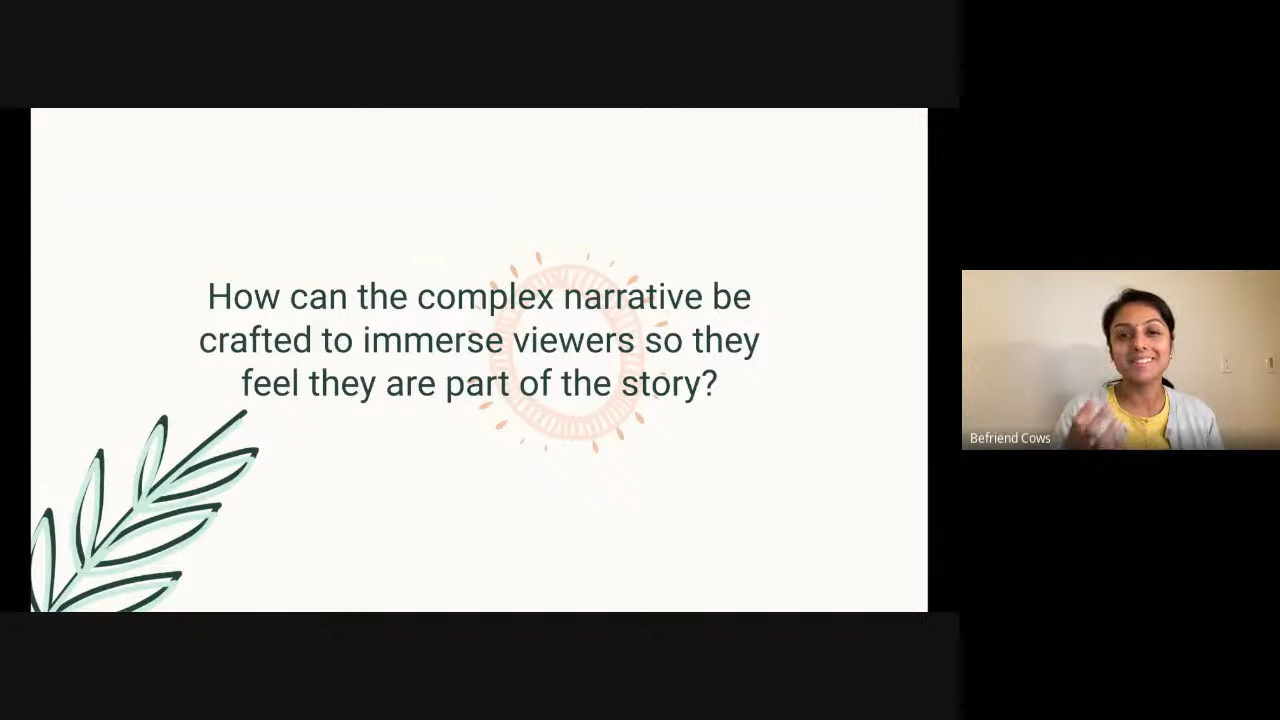 How can the complex narrative be
crafted to immerse viewers so they
feel they are part of the story?
Befriend Cows